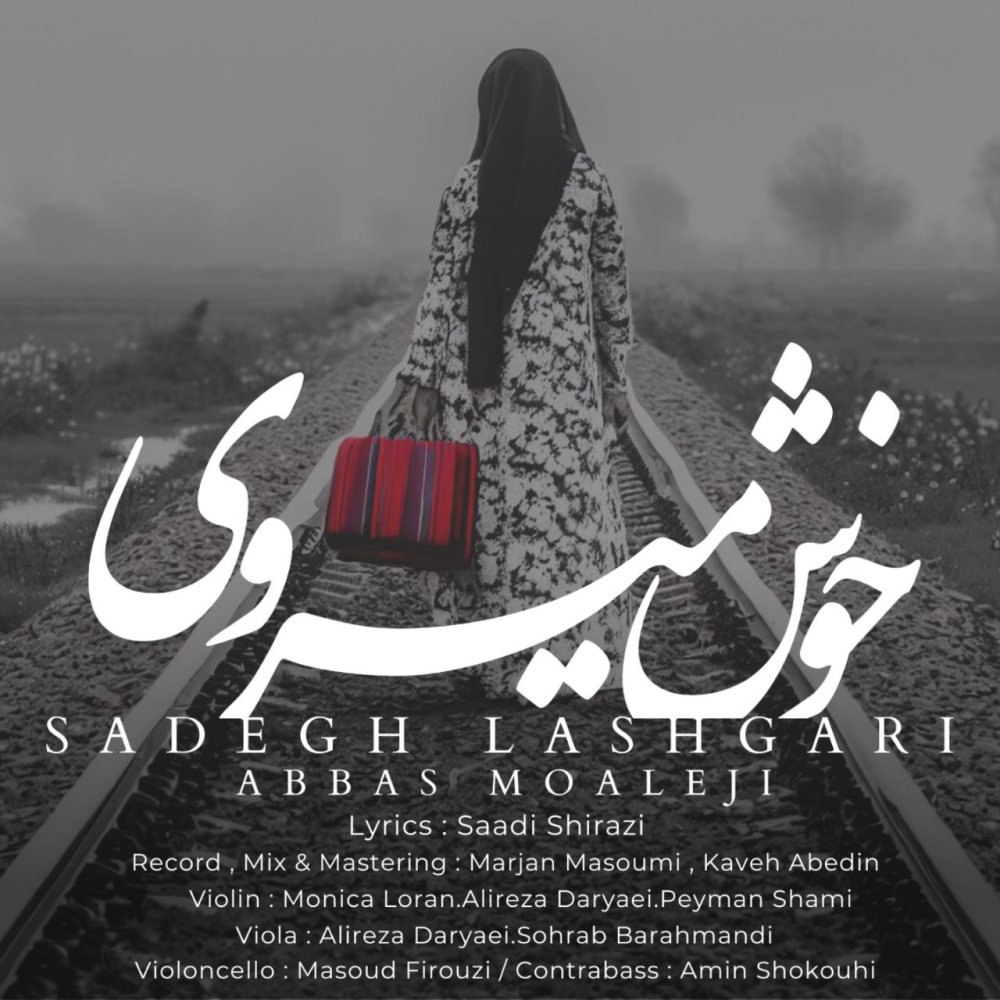 خوش میروی
SADEGH LASHGARI
ABBAS MOALEJI
Lyrics : Saadi Shirazi
Record , Mix & Mastering : Marjan Masoumi , Kaveh Abedin
Violin : Monica Loran.Alireza Daryaei.Peyman Shami
Viola : Alireza Daryaei.Sohrab Barahmandi
Violoncello : Masoud Firouzi / Contrabass : Amin Shokouhi